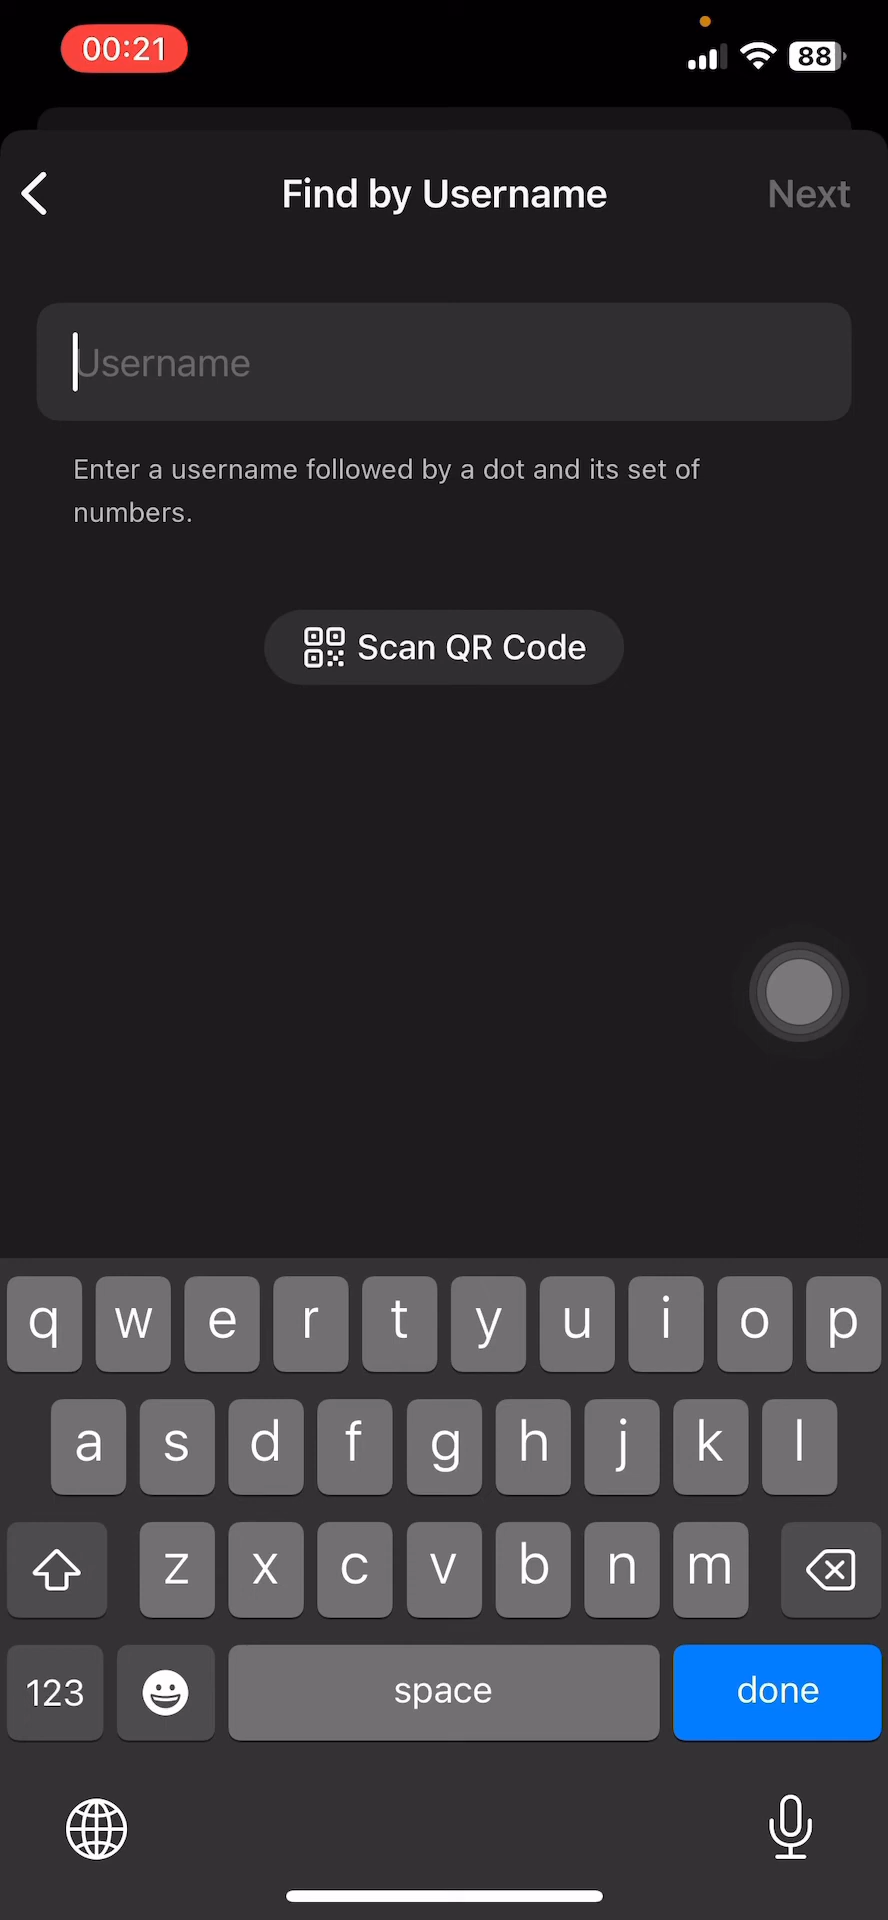 00:21
88
Find by Username
Next
Username
Enter a username followed by a dot and its set of
numbers.
Scan QR Code
q w e r t y u i o p
a s d f g h j k l
z x c v b n m
123 space done